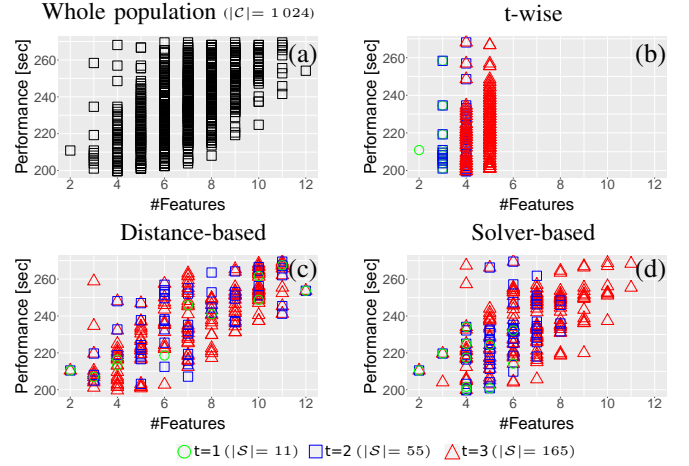 Whole population (|C|= 1 024)
t-wise
(a)
(b)
Performance [sec]
260
240
220
200
2 4 6 8 10 12
#Features
Performance [sec]
260
240
220
200
2 4 6 8 10 12
#Features
Distance-based
Solver-based
(c)
(d)
Performance [sec]
260
240
220
200
2 4 6 8 10 12
#Features
Performance [sec]
260
240
220
200
2 4 6 8 10 12
#Features
t=1 (|S|= 11) t=2 (|S|= 55) t=3 (|S|= 165)